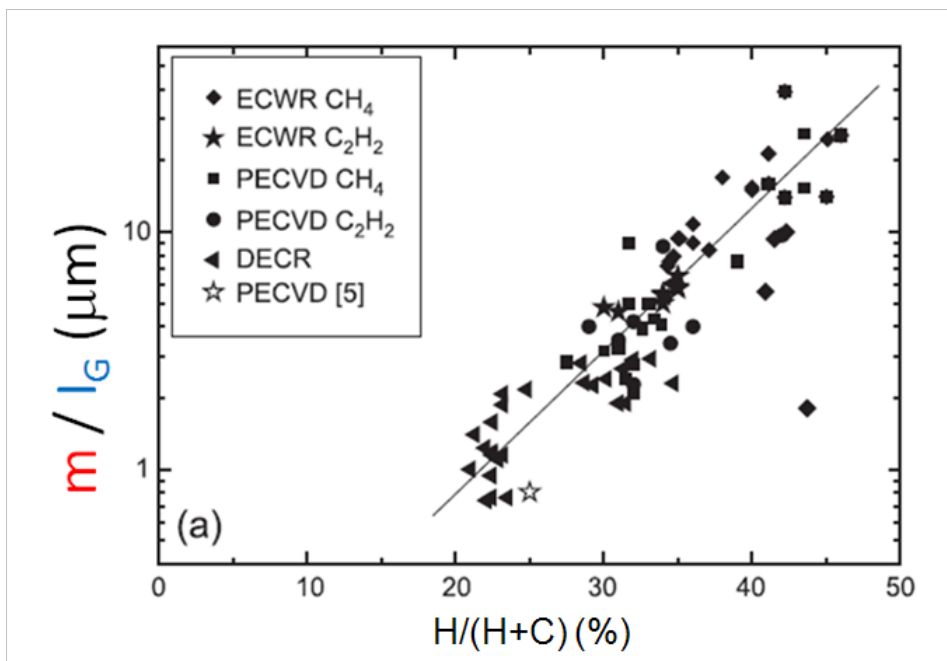 ECWR CH₄
ECWR C₂H₂
PECVD CH₄
PECVD C₂H₂
DECR
PECVD [5]
10
1
m / I_G (μm)
(a)
0 10 20 30 40 50
H/(H+C) (%)